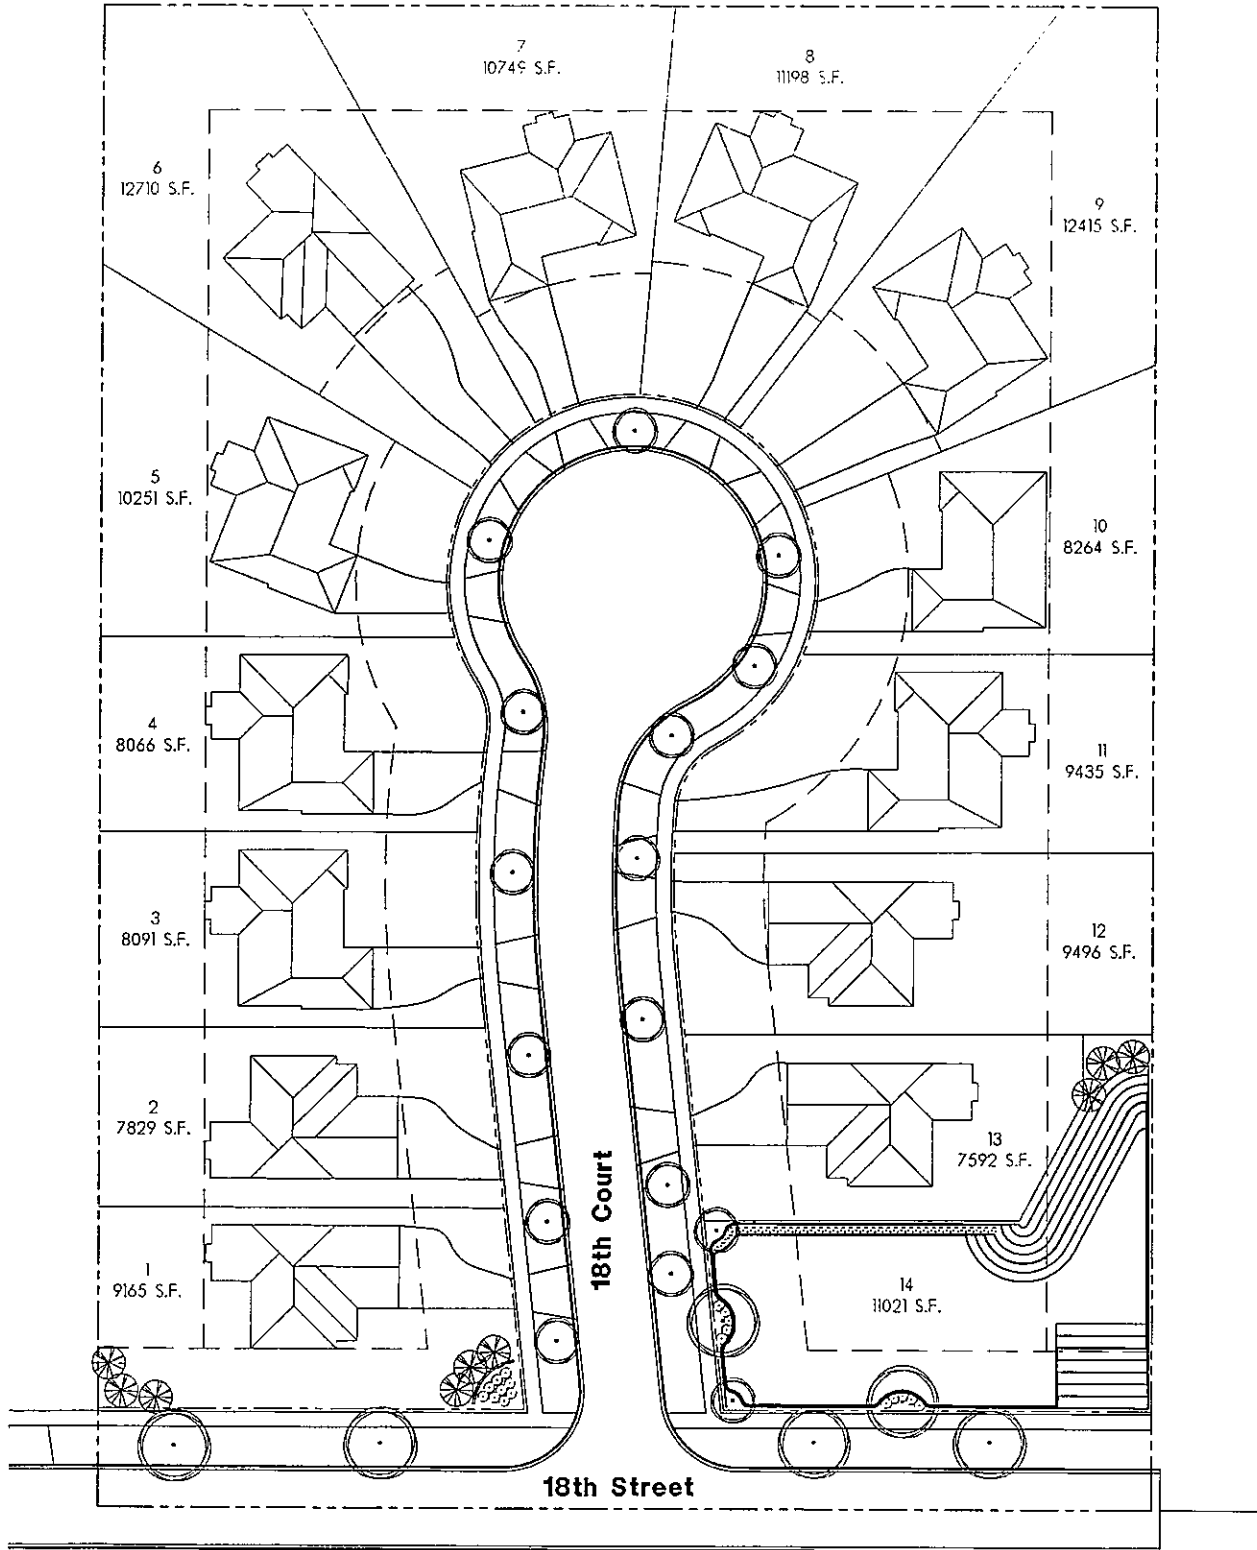 7
10749 S.F.
8
11198 S.F.
6
12710 S.F.
9
12415 S.F.
5
10251 S.F.
10
8264 S.F.
4
8066 S.F.
11
9435 S.F.
3
8091 S.F.
12
9496 S.F.
2
7829 S.F.
13
7592 S.F.
18th Court
1
9165 S.F.
14
11021 S.F.
18th Street